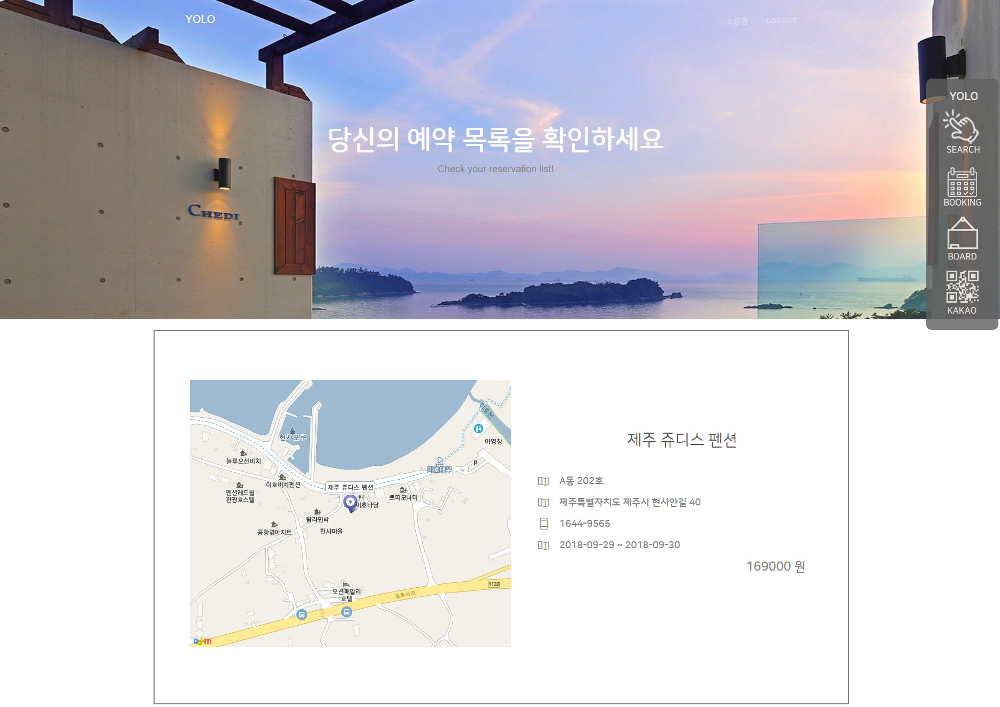 YOLO
조용경
LOGOUT
당신의 예약 목록을 확인하세요
Check your reservation list!
CHEDI
YOLO
SEARCH
BOOKING
BOARD
KAKAO
이호천
현사포구
야영장
블루오션비치
P
이호테우
이호비치펜션
제주 쥬디스 펜션
펜션레드월
관광호스텔
쁘띠모나미
이호바당
탐라민박
공항옆아지트
현사마을
1132
오션패밀리
호텔
일주서로
Daum
제주 쥬디스 펜션
A동 202호
제주특별자치도 제주시 현사안길 40
1644-9565
2018-09-29 ~ 2018-09-30
169000 원